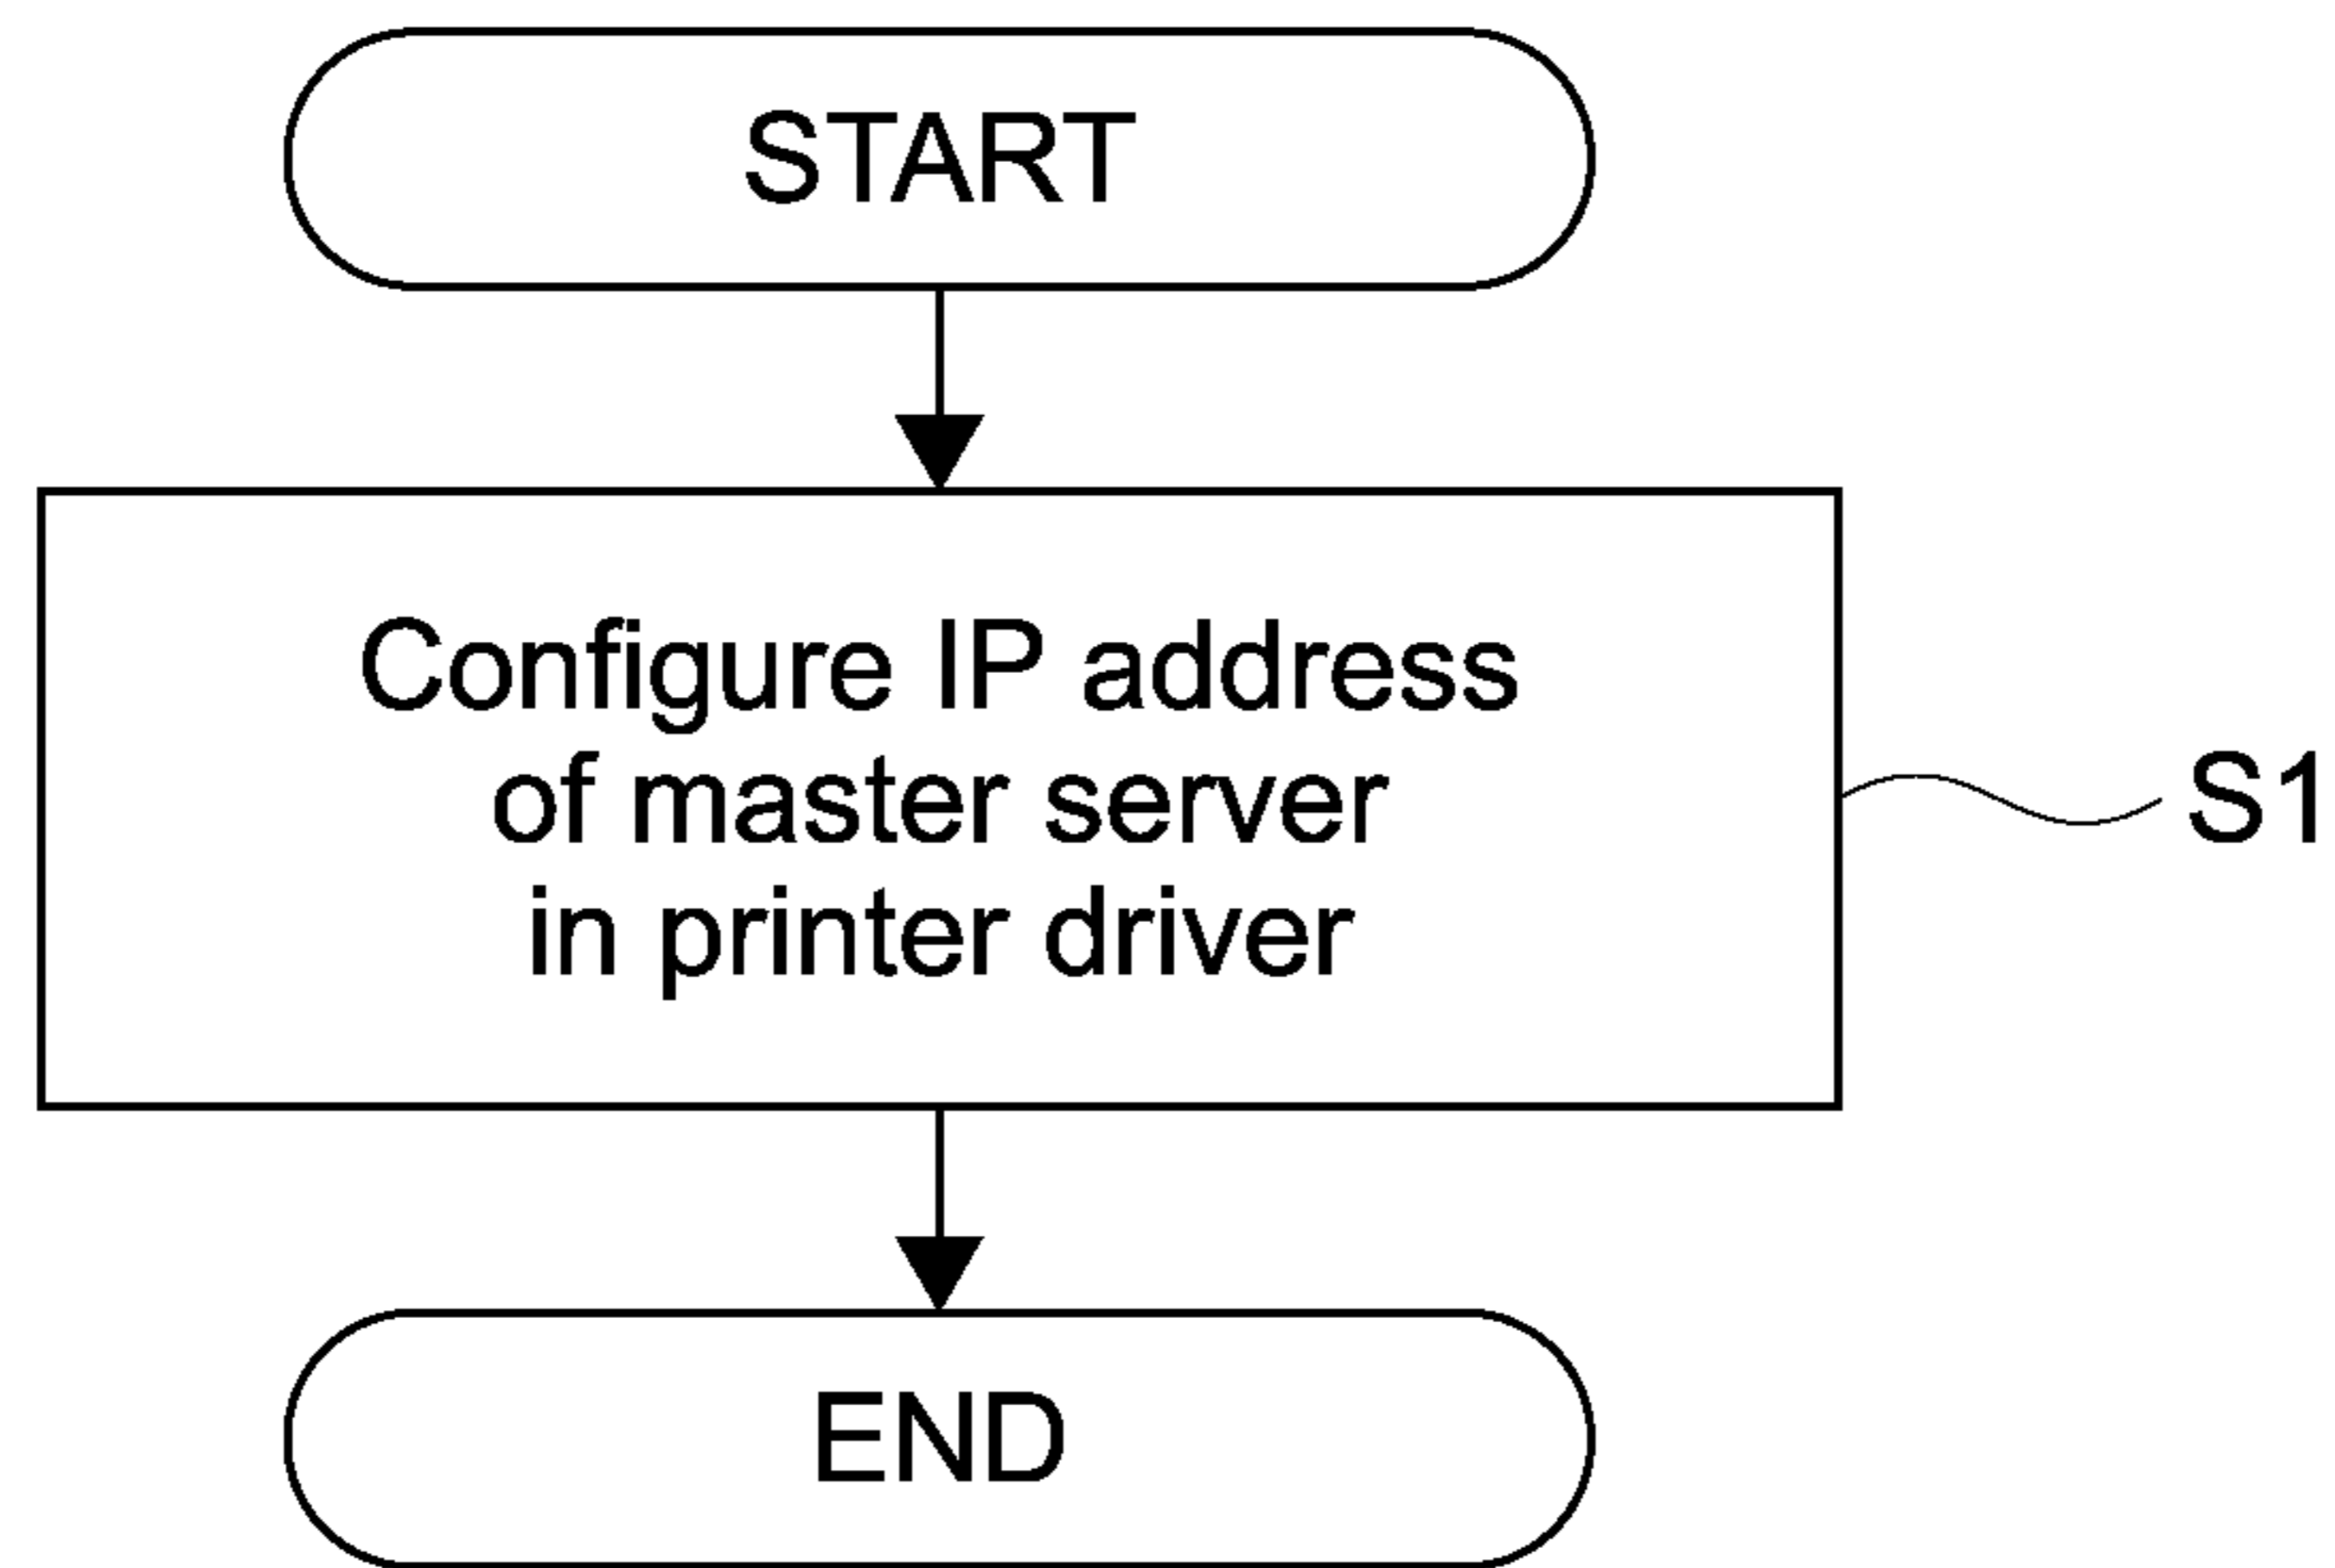 START
Configure IP address
of master server
in printer driver
S1
END